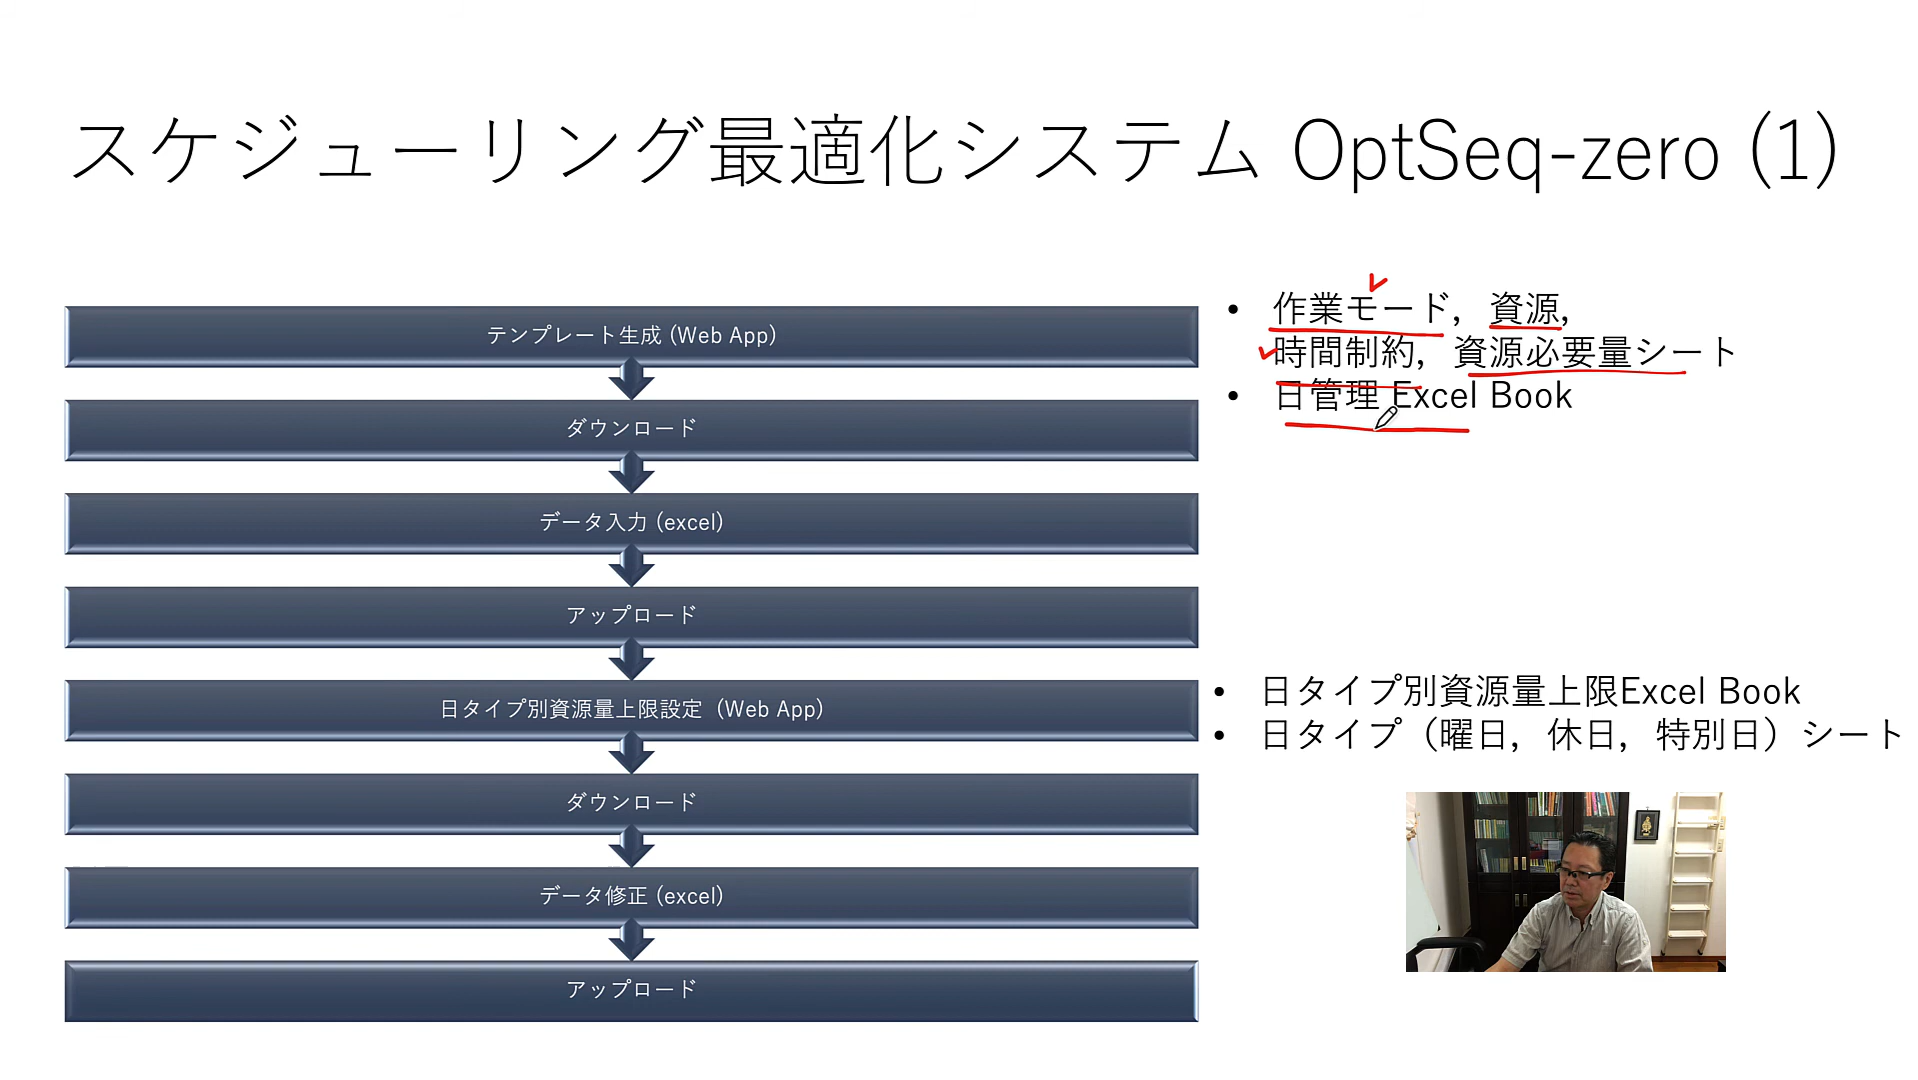 スケジューリング最適化システム OptSeq-zero (1)
テンプレート生成 (Web App)
ダウンロード
データ入力 (excel)
アップロード
日タイプ別資源量上限設定 (Web App)
ダウンロード
データ修正 (excel)
アップロード
• 作業モード，資源，
時間制約，資源必要量シート
• 日管理 Excel Book
• 日タイプ別資源量上限Excel Book
• 日タイプ（曜日，休日，特別日）シート